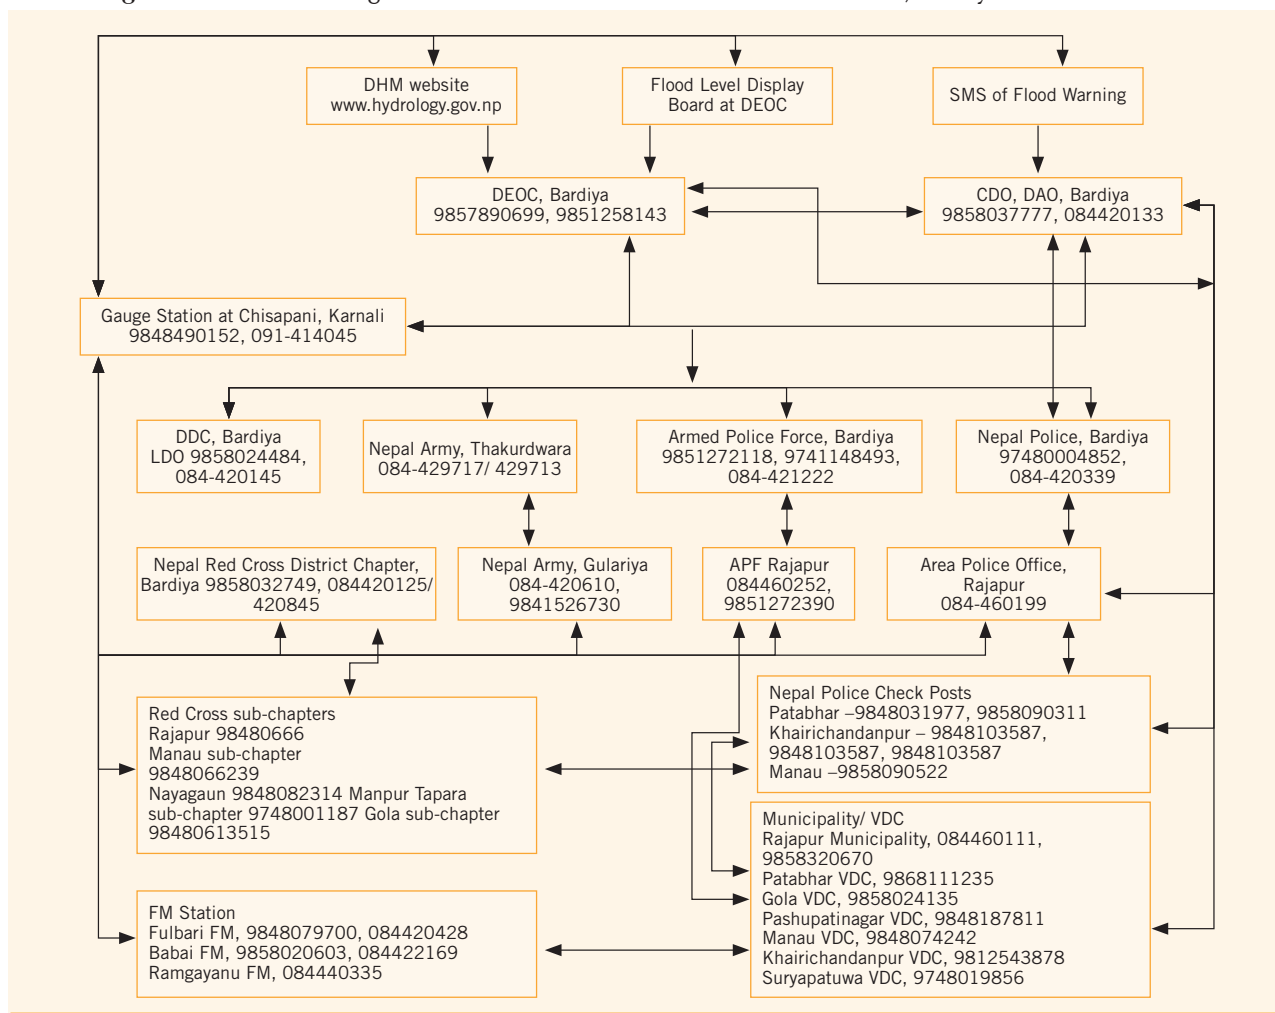 DHM website
www.hydrology.gov.np
Flood Level Display
Board at DEOC
SMS of Flood Warning
DEOC, Bardiya
9857890699, 9851258143
CDO, DAO, Bardiya
9858037777, 084420133
Gauge Station at Chisapani, Karnali
9848490152, 091-414045
DDC, Bardiya
LDO 9858024484,
084-420145
Nepal Army, Thakurdwara
084-429717/ 429713
Armed Police Force, Bardiya
9851272118, 9741148493,
084-421222
Nepal Police, Bardiya
97480004852,
084-420339
Nepal Red Cross District Chapter,
Bardiya 9858032749, 084420125/
420845
Nepal Army, Gulariya
084-420610,
9841526730
APF Rajapur
084460252,
9851272390
Area Police Office,
Rajapur
084-460199
Red Cross sub-chapters
Rajapur 98480666
Manau sub-chapter
9848066239
Nayagaun 9848082314 Manpur Tapara
sub-chapter 9748001187 Gola sub-chapter
98480613515
Nepal Police Check Posts
Patabhar –9848031977, 9858090311
Khairichandanpur – 9848103587,
9848103587, 9848103587
Manau –9858090522
Municipality/ VDC
Rajapur Municipality, 084460111,
9858320670
Patabhar VDC, 9868111235
Gola VDC, 9858024135
Pashupatinagar VDC, 9848187811
Manau VDC, 9848074242
Khairichandanpur VDC, 9812543878
Suryapatuwa VDC, 9748019856
FM Station
Fulbari FM, 9848079700, 084420428
Babai FM, 9858020603, 084422169
Ramgayanu FM, 084440335